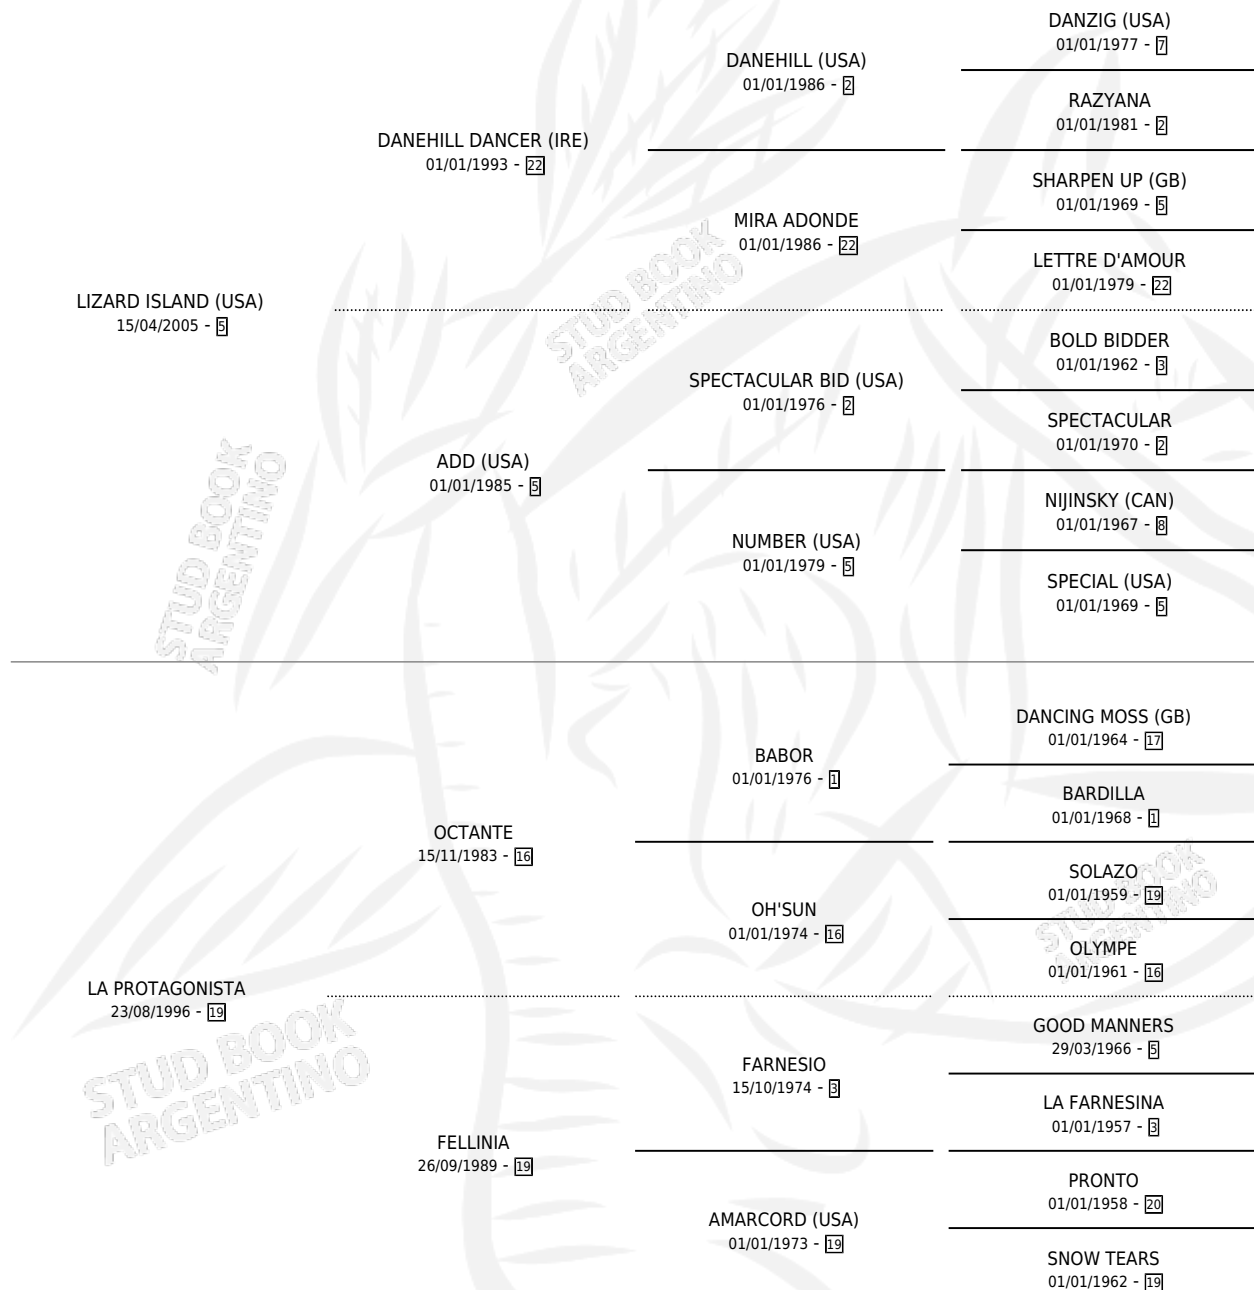 DANZIG (USA)
01/01/1977 - 7
DANEHILL (USA)
01/01/1986 - 2
RAZYANA
01/01/1981 - 2
DANEHILL DANCER (IRE)
01/01/1993 - 22
SHARPEN UP (GB)
01/01/1969 - 5
MIRA ADONDE
01/01/1986 - 22
LETTRE D'AMOUR
01/01/1979 - 22
LIZARD ISLAND (USA)
15/04/2005 - 5
STUD BOOK
ARGENTINO
BOLD BIDDER
01/01/1962 - 3
SPECTACULAR BID (USA)
01/01/1976 - 2
SPECTACULAR
01/01/1970 - 2
ADD (USA)
01/01/1985 - 5
NIJINSKY (CAN)
01/01/1967 - 8
NUMBER (USA)
01/01/1979 - 5
SPECIAL (USA)
01/01/1969 - 5
STUD BOOK
ARGENTINO
DANCING MOSS (GB)
01/01/1964 - 17
BABOR
01/01/1976 - 1
BARDILLA
01/01/1968 - 1
OCTANTE
15/11/1983 - 16
SOLAZO
01/01/1959 - 19
OH'SUN
01/01/1974 - 16
STUD BOOK
ARGENTINO
OLYMPE
01/01/1961 - 16
LA PROTAGONISTA
23/08/1996 - 19
STUD BOOK
ARGENTINO
GOOD MANNERS
29/03/1966 - 5
FARNESIO
15/10/1974 - 3
LA FARNESINA
01/01/1957 - 3
FELLINIA
26/09/1989 - 19
PRONTO
01/01/1958 - 20
AMARCORD (USA)
01/01/1973 - 19
SNOW TEARS
01/01/1962 - 19